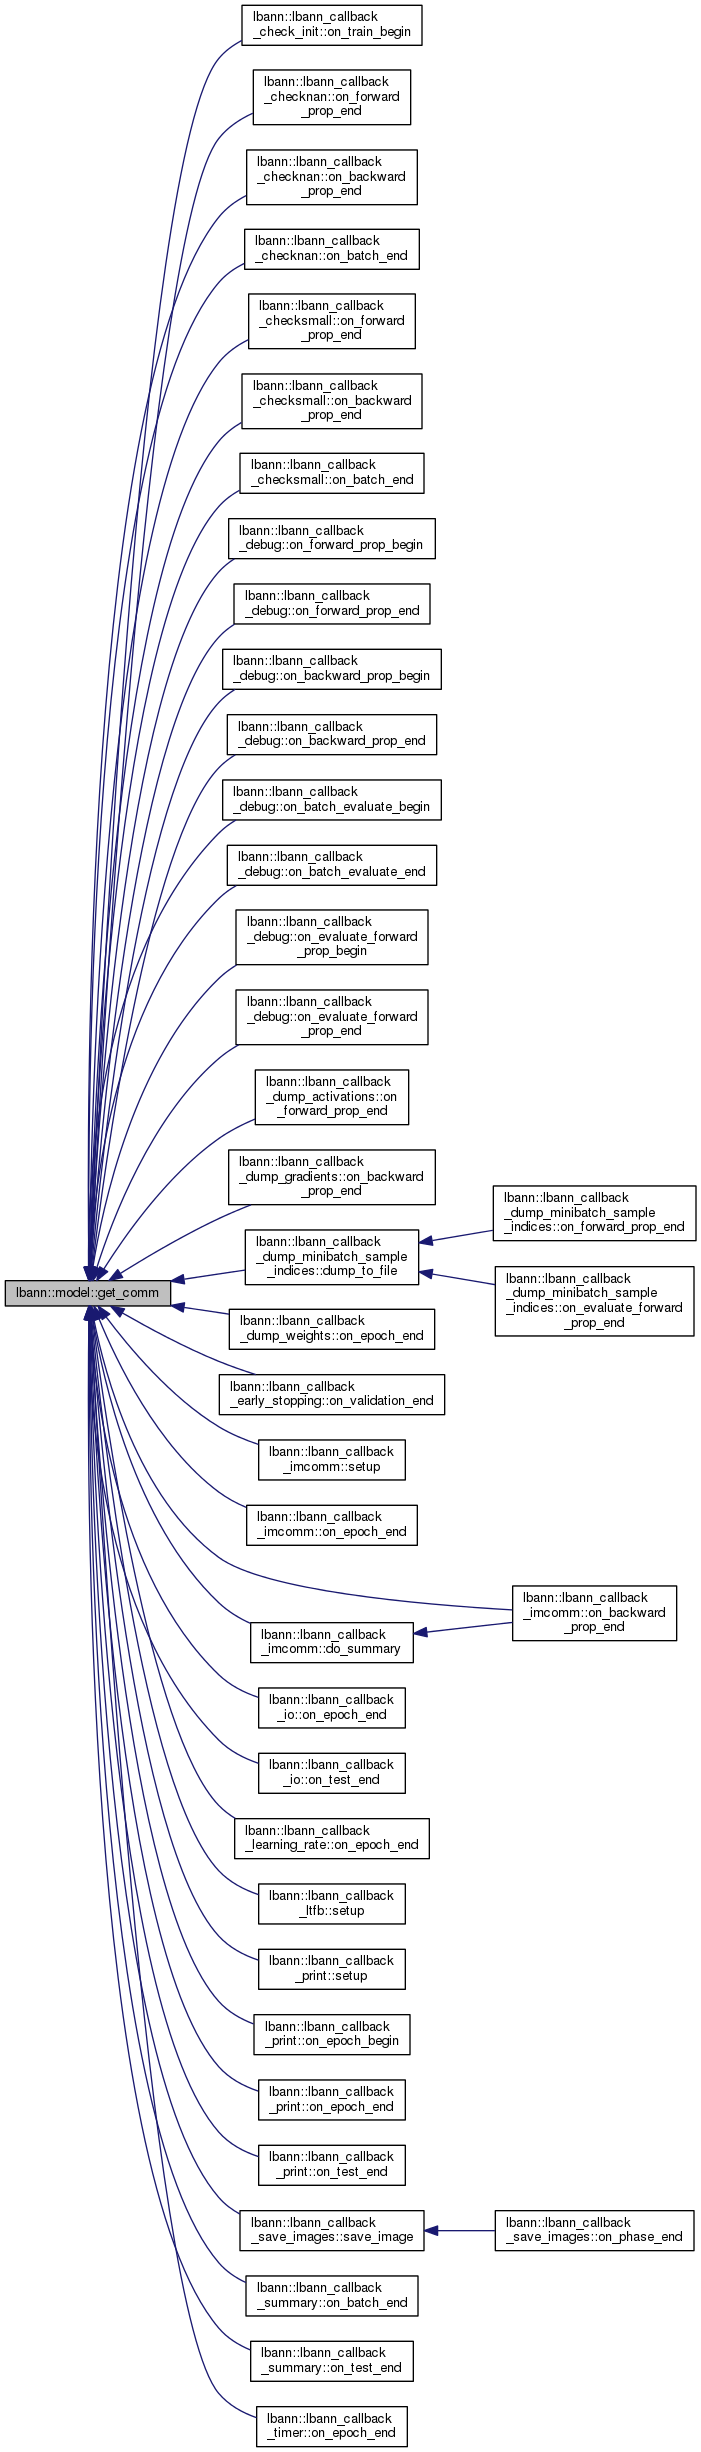 lbann::lbann_callback
_check_init::on_train_begin
lbann::lbann_callback
_checknan::on_forward
_prop_end
lbann::lbann_callback
_checknan::on_backward
_prop_end
lbann::lbann_callback
_checknan::on_batch_end
lbann::lbann_callback
_checksmall::on_forward
_prop_end
lbann::lbann_callback
_checksmall::on_backward
_prop_end
lbann::lbann_callback
_checksmall::on_batch_end
lbann::lbann_callback
_debug::on_forward_prop_begin
lbann::lbann_callback
_debug::on_forward_prop_end
lbann::lbann_callback
_debug::on_backward_prop_begin
lbann::lbann_callback
_debug::on_backward_prop_end
lbann::lbann_callback
_debug::on_batch_evaluate_begin
lbann::lbann_callback
_debug::on_batch_evaluate_end
lbann::lbann_callback
_debug::on_evaluate_forward
_prop_begin
lbann::lbann_callback
_debug::on_evaluate_forward
_prop_end
lbann::lbann_callback
_dump_activations::on
_forward_prop_end
lbann::lbann_callback
_dump_gradients::on_backward
_prop_end
lbann::lbann_callback
_dump_minibatch_sample
_indices::on_forward_prop_end
lbann::lbann_callback
_dump_minibatch_sample
_indices::dump_to_file
lbann::lbann_callback
_dump_minibatch_sample
_indices::on_evaluate_forward
_prop_end
lbann::model::get_comm
lbann::lbann_callback
_dump_weights::on_epoch_end
lbann::lbann_callback
_early_stopping::on_validation_end
lbann::lbann_callback
_imcomm::setup
lbann::lbann_callback
_imcomm::on_epoch_end
lbann::lbann_callback
_imcomm::on_backward
_prop_end
lbann::lbann_callback
_imcomm::do_summary
lbann::lbann_callback
_io::on_epoch_end
lbann::lbann_callback
_io::on_test_end
lbann::lbann_callback
_learning_rate::on_epoch_end
lbann::lbann_callback
_ltfb::setup
lbann::lbann_callback
_print::setup
lbann::lbann_callback
_print::on_epoch_begin
lbann::lbann_callback
_print::on_epoch_end
lbann::lbann_callback
_print::on_test_end
lbann::lbann_callback
_save_images::save_image
lbann::lbann_callback
_save_images::on_phase_end
lbann::lbann_callback
_summary::on_batch_end
lbann::lbann_callback
_summary::on_test_end
lbann::lbann_callback
_timer::on_epoch_end